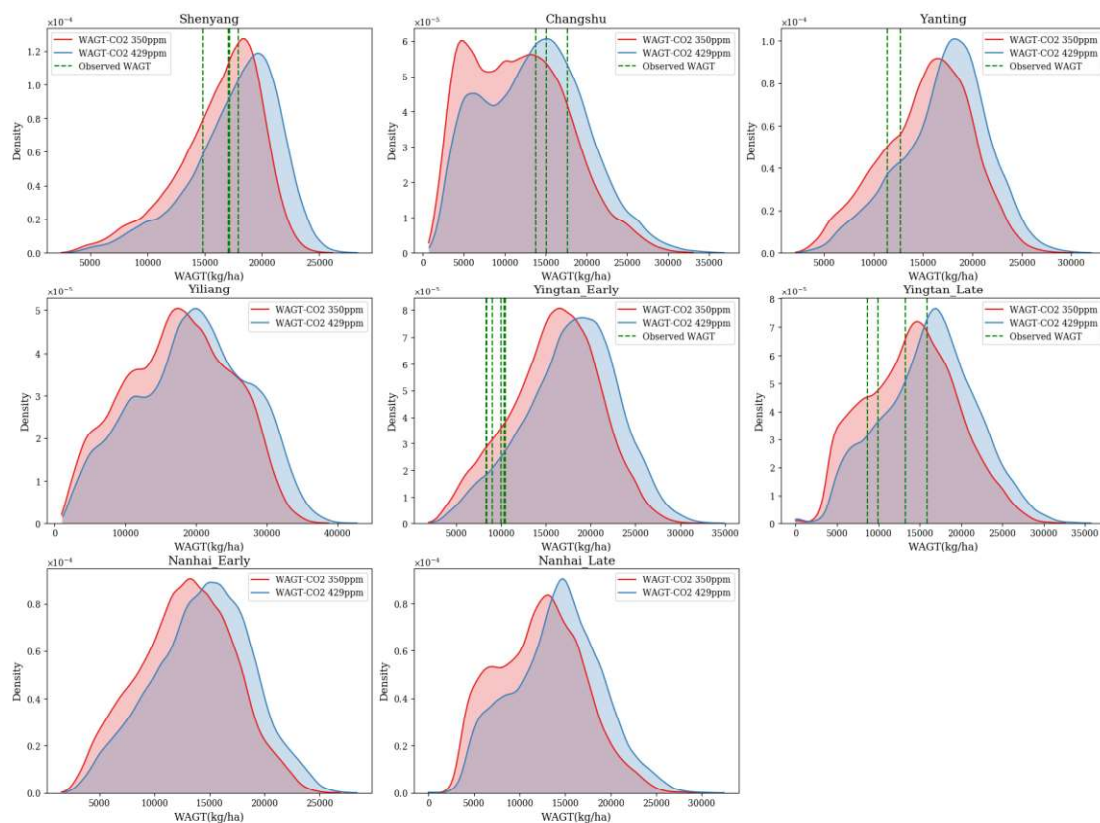 Shenyang
×10⁻⁴
WAGT-CO2 350ppm
WAGT-CO2 429ppm
Observed WAGT
Density
1.2
1.0
0.8
0.6
0.4
0.2
0.0
5000 10000 15000 20000 25000
WAGT(kg/ha)
Changshu
×10⁻⁵
WAGT-CO2 350ppm
WAGT-CO2 429ppm
Observed WAGT
Density
6
5
4
3
2
1
0
0 5000 10000 15000 20000 25000 30000 35000
WAGT(kg/ha)
Yanting
×10⁻⁴
WAGT-CO2 350ppm
WAGT-CO2 429ppm
Observed WAGT
Density
1.0
0.8
0.6
0.4
0.2
0.0
5000 10000 15000 20000 25000 30000
WAGT(kg/ha)
Yiliang
×10⁻⁵
WAGT-CO2 350ppm
WAGT-CO2 429ppm
Density
5
4
3
2
1
0
10000 20000 30000 40000
WAGT(kg/ha)
Yingtan_Early
×10⁻⁵
WAGT-CO2 350ppm
WAGT-CO2 429ppm
Observed WAGT
Density
8
7
6
5
4
3
2
1
0
5000 10000 15000 20000 25000 30000 35000
WAGT(kg/ha)
Yingtan_Late
×10⁻⁵
WAGT-CO2 350ppm
WAGT-CO2 429ppm
Observed WAGT
Density
8
7
6
5
4
3
2
1
0
0 5000 10000 15000 20000 25000 30000 35000
WAGT(kg/ha)
Nanhai_Early
×10⁻⁴
WAGT-CO2 350ppm
WAGT-CO2 429ppm
Density
0.8
0.6
0.4
0.2
0.0
5000 10000 15000 20000 25000
WAGT(kg/ha)
Nanhai_Late
×10⁻⁴
WAGT-CO2 350ppm
WAGT-CO2 429ppm
Density
0.8
0.6
0.4
0.2
0.0
0 5000 10000 15000 20000 25000 30000
WAGT(kg/ha)